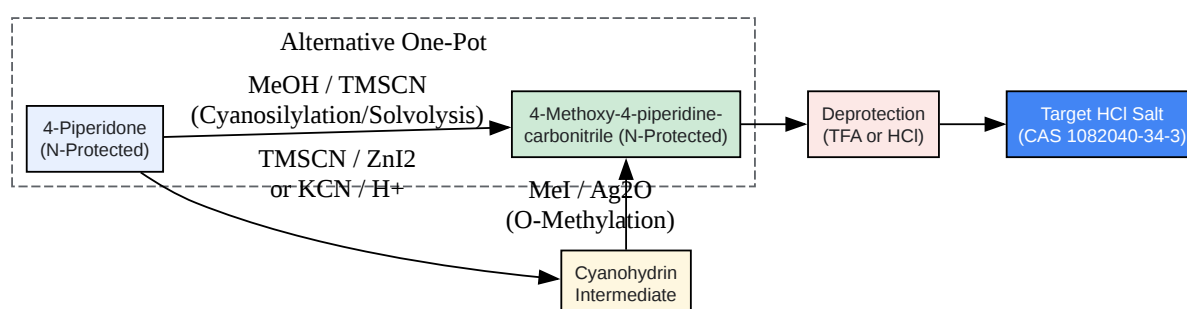 Alternative One-Pot
MeOH / TMSCN
(Cyanosilylation/Solvolysis)
4-Piperidone
(N-Protected)
TMSCN / ZnI2
or KCN / H+
4-Methoxy-4-piperidine-
carbonitrile (N-Protected)
Deprotection
(TFA or HCl)
Target HCl Salt
(CAS 1082040-34-3)
MeI / Ag2O
(O-Methylation)
Cyanohydrin
Intermediate